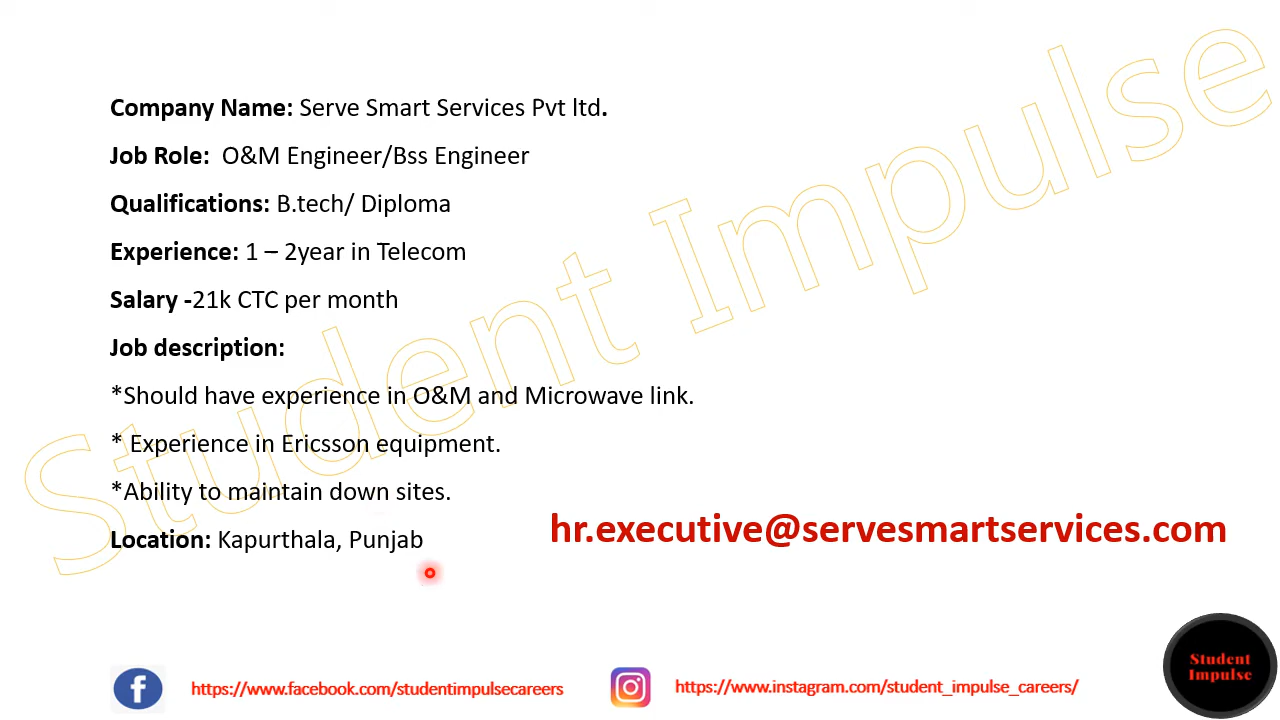 Student Impulse
Company Name: Serve Smart Services Pvt ltd.
Job Role:  O&M Engineer/Bss Engineer
Qualifications: B.tech/ Diploma
Experience: 1 – 2year in Telecom
Salary -21k CTC per month
Job description:
*Should have experience in O&M and Microwave link.
* Experience in Ericsson equipment.
*Ability to maintain down sites.
Location: Kapurthala, Punjab
hr.executive@servesmartservices.com
https://www.facebook.com/studentimpulsecareers
https://www.instagram.com/student_impulse_careers/
Student
Impulse